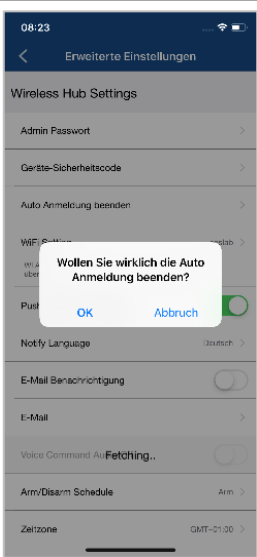 08:23
Erweiterte Einstellungen
Wireless Hub Settings
Admin Passwort
Geräte-Sicherheitscode
Auto Anmeldung beenden
WiFi Setting
Wollen Sie wirklich die Auto
Anmeldung beenden?
OK Abbruch
Notify Language Deutsch
E-Mail Benachrichtigung
E-Mail
Voice Command
Fetching..
Arm/Disarm Schedule Arm
Zeitzone GMT-01:00